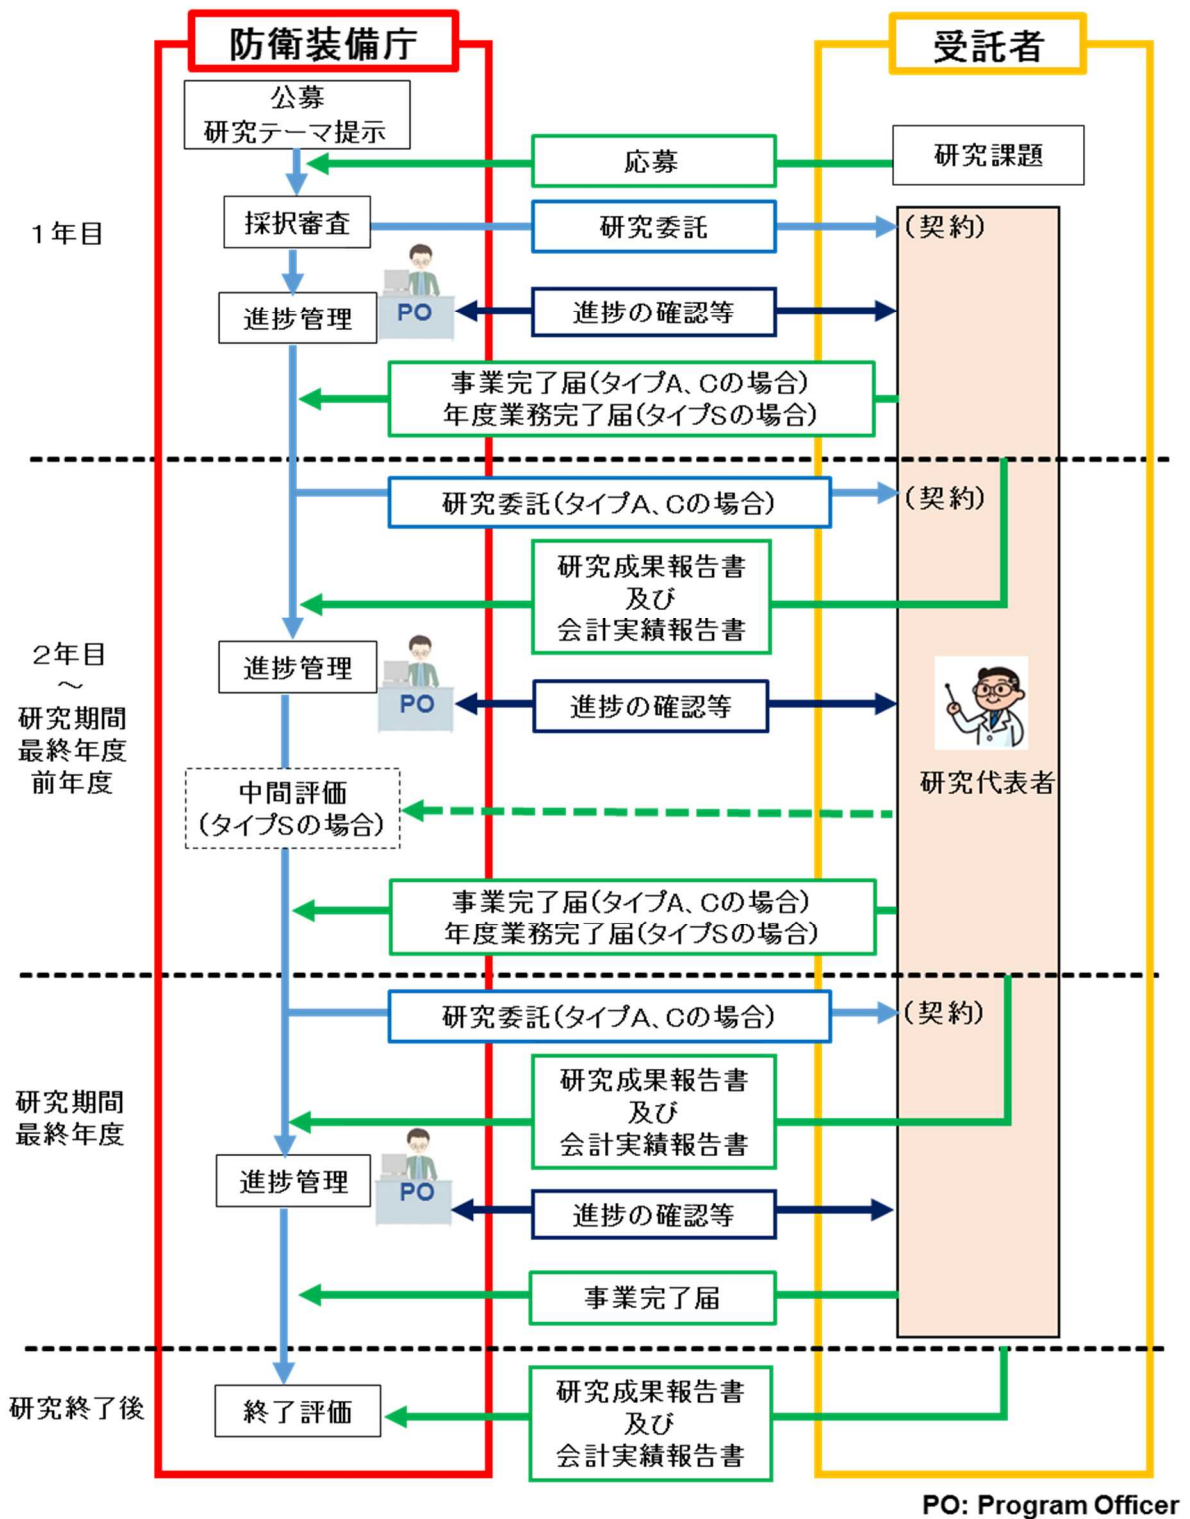 防衛装備庁
受託者
公募
研究テーマ提示
応募
研究課題
1年目
採択審査
研究委託
(契約)
進捗管理
PO
進捗の確認等
事業完了届(タイプA、Cの場合)
年度業務完了届(タイプSの場合)
研究委託(タイプA、Cの場合)
(契約)
研究成果報告書
及び
会計実績報告書
2年目
～
研究期間
最終年度
前年度
進捗管理
PO
進捗の確認等
研究代表者
中間評価
(タイプSの場合)
事業完了届(タイプA、Cの場合)
年度業務完了届(タイプSの場合)
研究委託(タイプA、Cの場合)
(契約)
研究期間
最終年度
研究成果報告書
及び
会計実績報告書
進捗管理
PO
進捗の確認等
事業完了届
研究終了後
終了評価
研究成果報告書
及び
会計実績報告書
PO: Program Officer